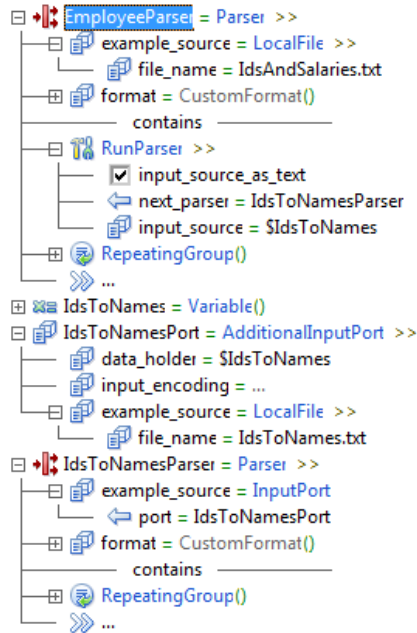 EmployeeParser = Parser >>
example_source = LocalFile >>
file_name = IdsAndSalaries.txt
format = CustomFormat()
contains
RunParser >>
input_source_as_text
next_parser = IdsToNamesParser
input_source = $IdsToNames
RepeatingGroup()
...
IdsToNames = Variable()
IdsToNamesPort = AdditionalInputPort >>
data_holder = $IdsToNames
input_encoding = ...
example_source = LocalFile >>
file_name = IdsToNames.txt
IdsToNamesParser = Parser >>
example_source = InputPort
port = IdsToNamesPort
format = CustomFormat()
contains
RepeatingGroup()
...